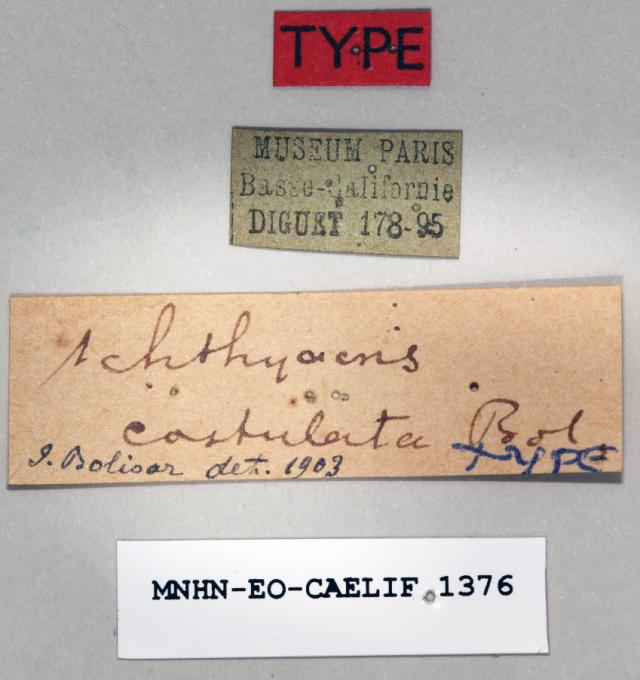 TYPE
MUSEUM PARIS
Basse-Californie
DIGUET 178-95
Ichthyacris
costulata Bol.
I. Bolivar det. 1903
TYPE
MNHN-EO-CAELIF 1376